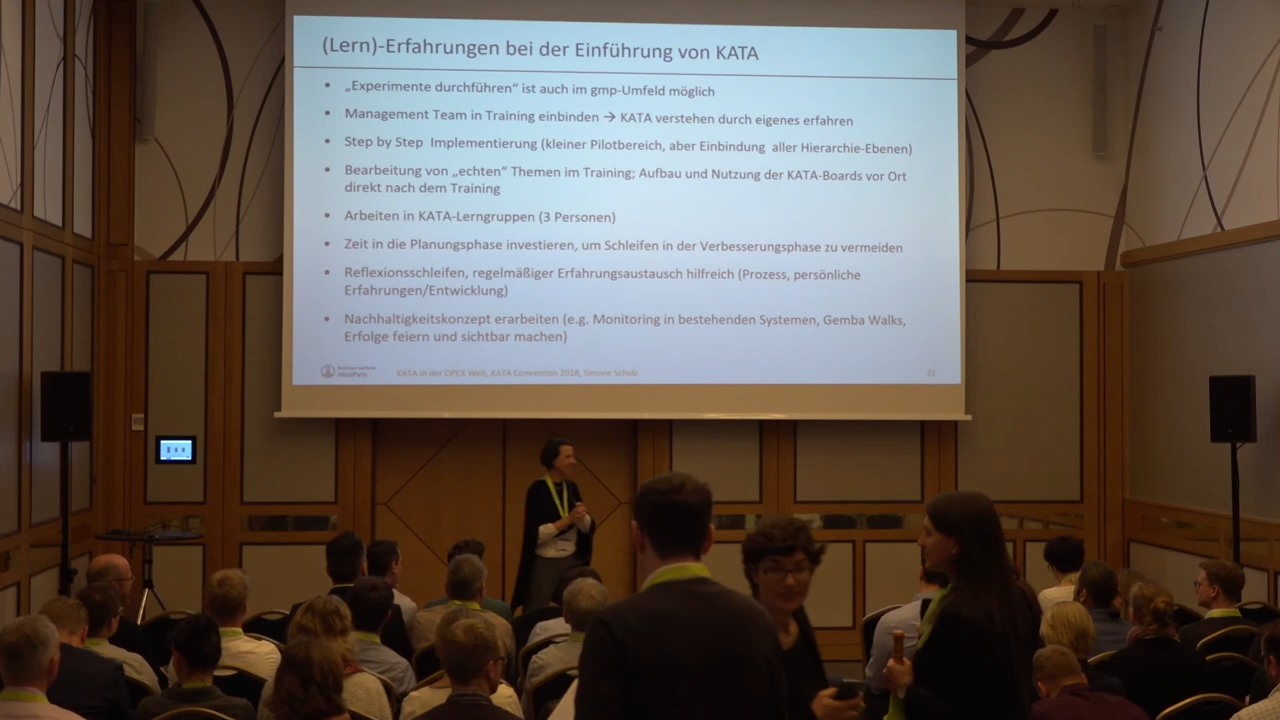 (Lern)-Erfahrungen bei der Einführung von KATA
• „Experimente durchführen“ ist auch im gmp-Umfeld möglich
• Management Team in Training einbinden → KATA verstehen durch eigenes erfahren
• Step by Step Implementierung (kleiner Pilotbereich, aber Einbindung aller Hierarchie-Ebenen)
• Bearbeitung von „echten“ Themen im Training; Aufbau und Nutzung der KATA-Boards vor Ort
direkt nach dem Training
• Arbeiten in KATA-Lerngruppen (3 Personen)
• Zeit in die Planungsphase investieren, um Schleifen in der Verbesserungsphase zu vermeiden
• Reflexionsschleifen, regelmäßiger Erfahrungsaustausch hilfreich (Prozess, persönliche
Erfahrungen/Entwicklung)
• Nachhaltigkeitskonzept erarbeiten (e.g. Monitoring in bestehenden Systemen, Gemba Walks,
Erfolge feiern und sichtbar machen)
microParts
KATA in der OPEX Welt, KATA Convention 2018, Simone Scholz
22